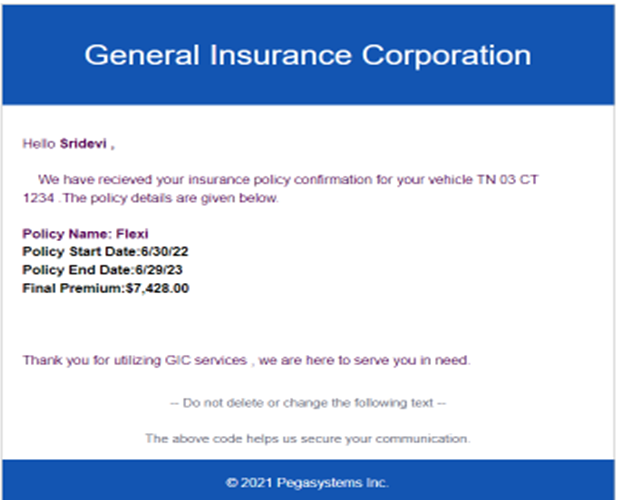 General Insurance Corporation
Hello Sridevi ,
We have recieved your insurance policy confirmation for your vehicle TN 03 CT
1234 .The policy details are given below.
Policy Name: Flexi
Policy Start Date:6/30/22
Policy End Date:6/29/23
Final Premium:$7,428.00
Thank you for utilizing GIC services , we are here to serve you in need.
-- Do not delete or change the following text --
The above code helps us secure your communication.
© 2021 Pegasystems Inc.